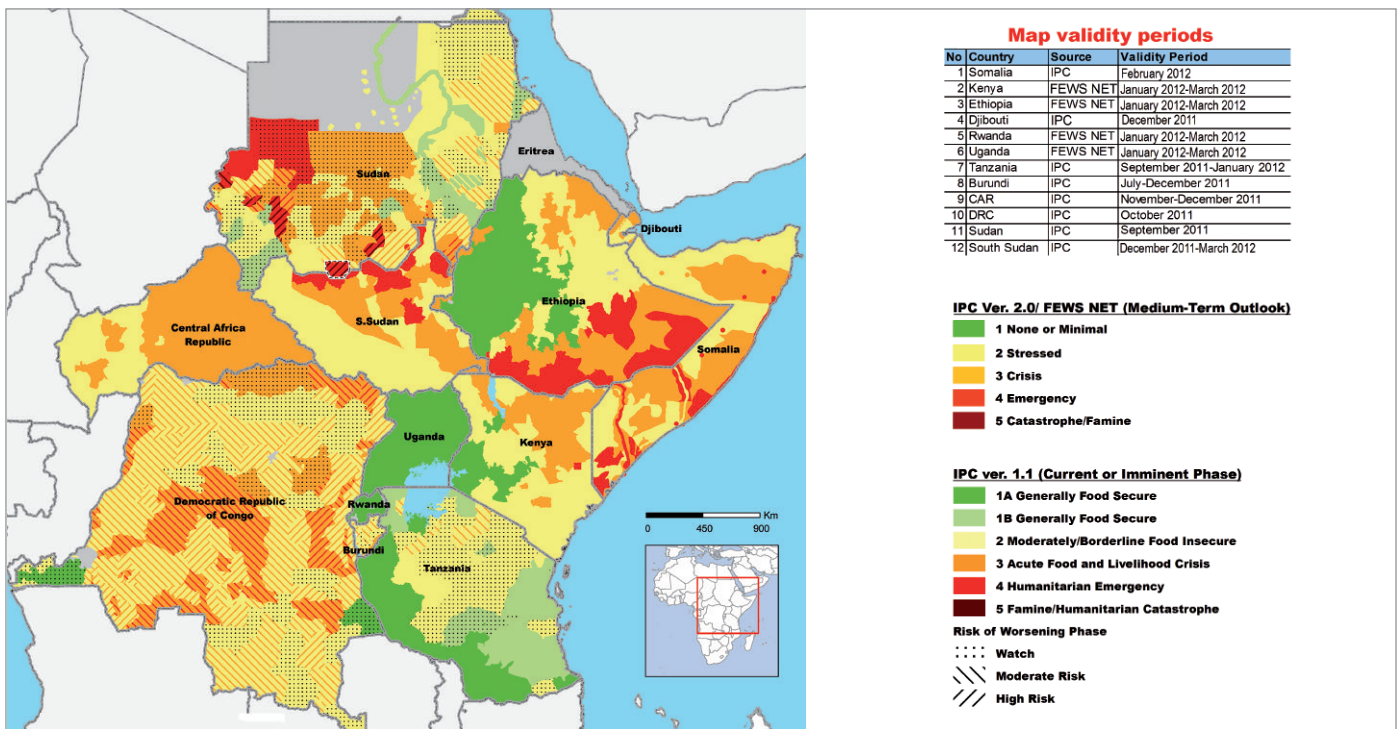 Sudan
Eritrea
Djibouti
Ethiopia
S.Sudan
Central Africa
Republic
Somalia
Uganda
Kenya
Democratic Republic
of Congo
Rwanda
Burundi
Tanzania
Km
0 450 900
Map validity periods
No Country Source Validity Period
1 Somalia IPC February 2012
2 Kenya FEWS NET January 2012-March 2012
3 Ethiopia FEWS NET January 2012-March 2012
4 Djibouti IPC December 2011
5 Rwanda FEWS NET January 2012-March 2012
6 Uganda FEWS NET January 2012-March 2012
7 Tanzania IPC September 2011-January 2012
8 Burundi IPC July-December 2011
9 CAR IPC November-December 2011
10 DRC IPC October 2011
11 Sudan IPC September 2011
12 South Sudan IPC December 2011-March 2012
IPC Ver. 2.0/ FEWS NET (Medium-Term Outlook)
1 None or Minimal
2 Stressed
3 Crisis
4 Emergency
5 Catastrophe/Famine
IPC ver. 1.1 (Current or Imminent Phase)
1A Generally Food Secure
1B Generally Food Secure
2 Moderately/Borderline Food Insecure
3 Acute Food and Livelihood Crisis
4 Humanitarian Emergency
5 Famine/Humanitarian Catastrophe
Risk of Worsening Phase
Watch
Moderate Risk
High Risk